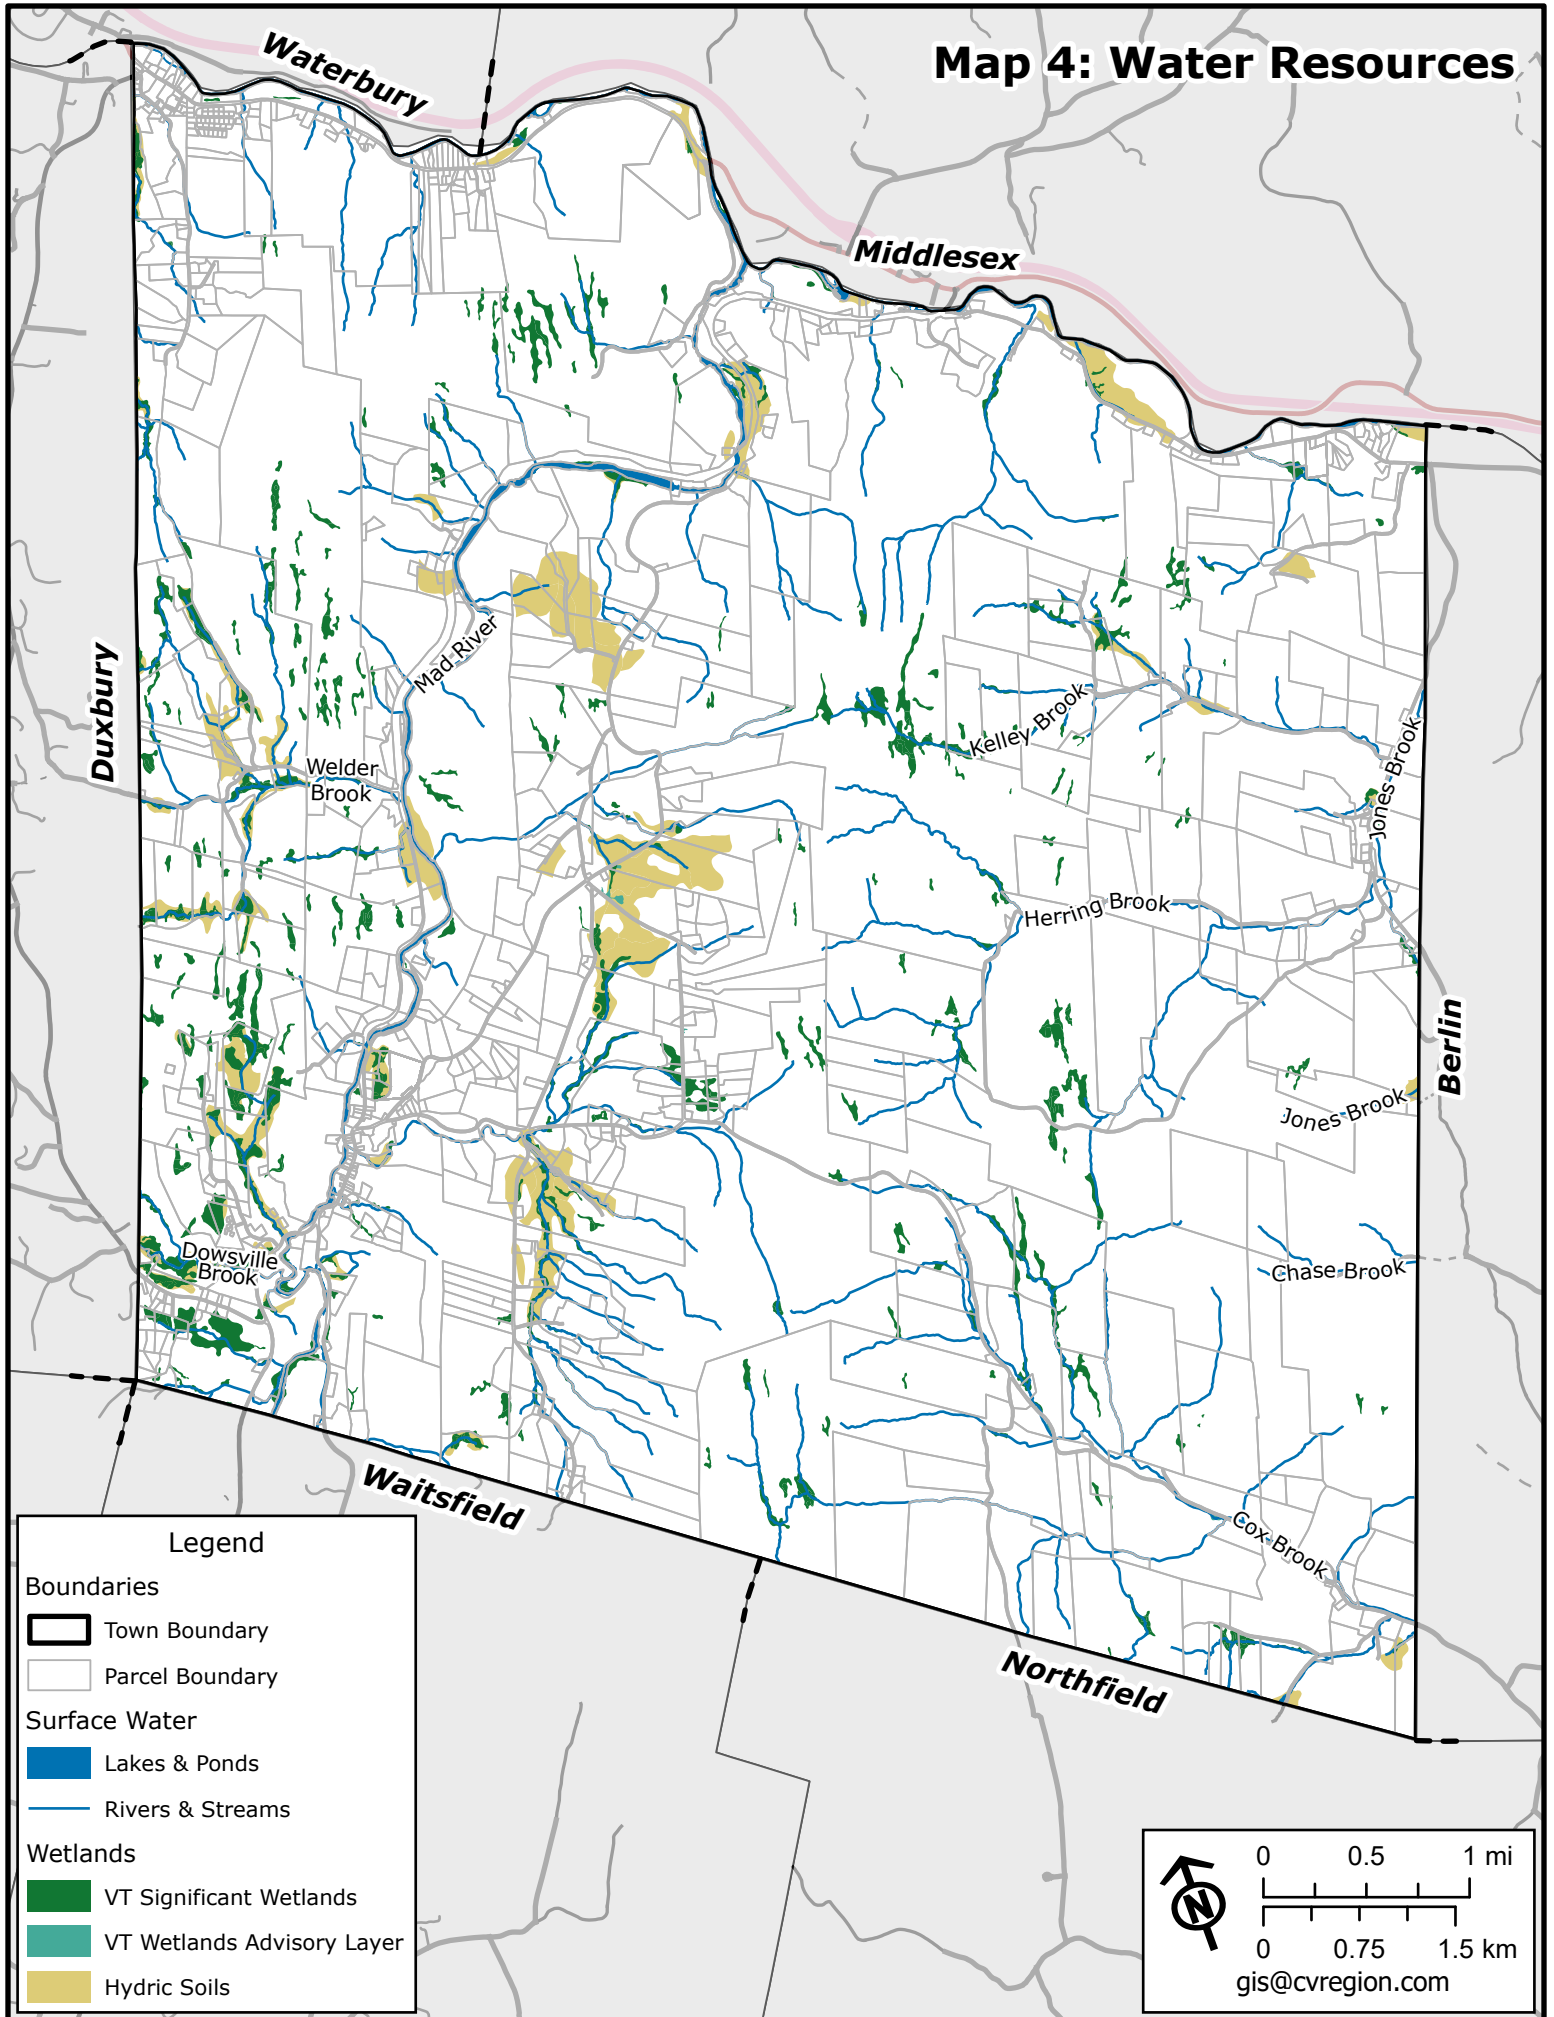 Map 4: Water Resources
Waterbury
Middlesex
Duxbury
Mad River
Welder
Brook
Kelley Brook
Jones Brook
Herring Brook
Berlin
Jones Brook
Dowsville
Brook
Chase Brook
Waitsfield
Cox Brook
Northfield
Legend
Boundaries
Town Boundary
Parcel Boundary
Surface Water
Lakes & Ponds
Rivers & Streams
Wetlands
VT Significant Wetlands
VT Wetlands Advisory Layer
Hydric Soils
N
0 0.5 1 mi
0 0.75 1.5 km
gis@cvregion.com